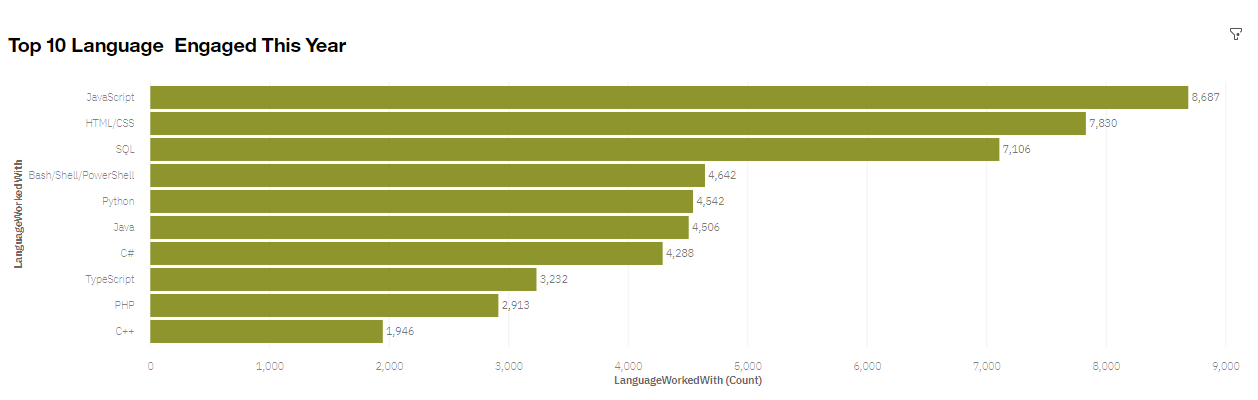 Top 10 Language  Engaged This Year
LanguageWorkedWith
JavaScript 8,687
HTML/CSS 7,830
SQL 7,106
Bash/Shell/PowerShell 4,642
Python 4,542
Java 4,506
C# 4,288
TypeScript 3,232
PHP 2,913
C++ 1,946
0 1,000 2,000 3,000 4,000 5,000 6,000 7,000 8,000 9,000
LanguageWorkedWith (Count)